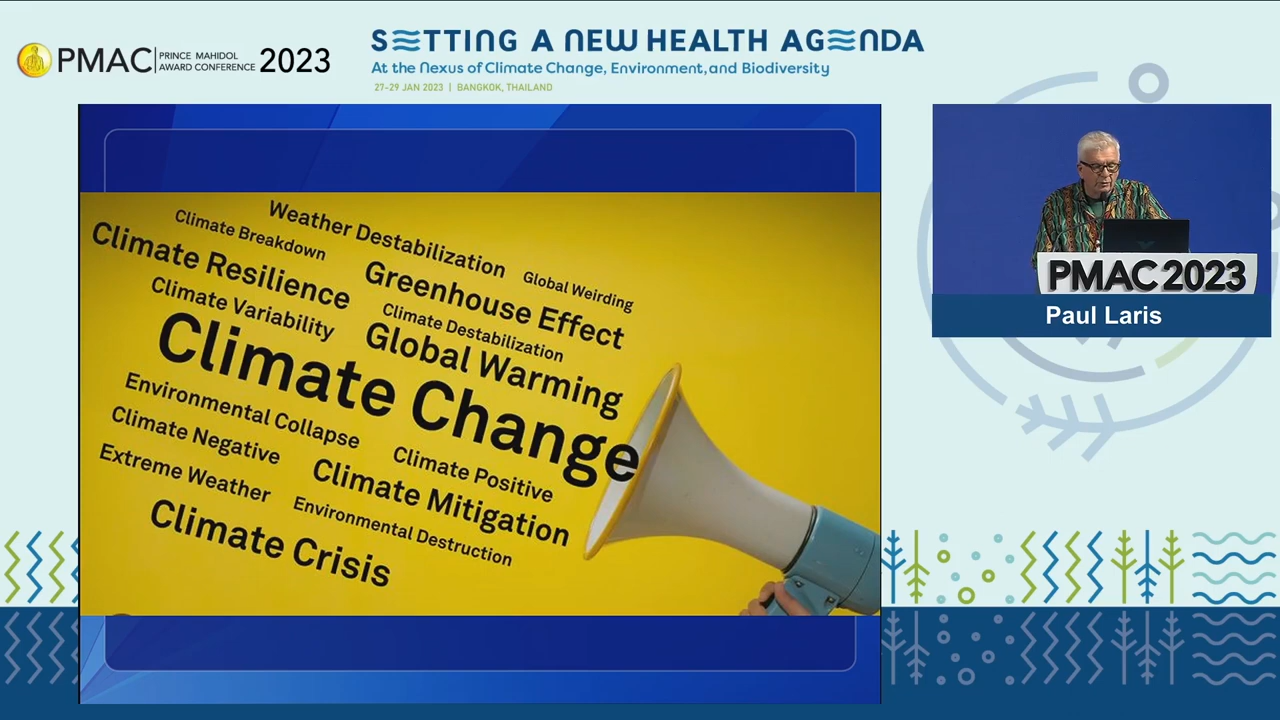 PMAC
PRINCE MAHIDOL
AWARD CONFERENCE
2023
SETTING A NEW HEALTH AGENDA
At the Nexus of Climate Change, Environment, and Biodiversity
27-29 JAN 2023 | BANGKOK, THAILAND
Weather Destabilization
Climate Breakdown
Global Weirding
Climate Resilience
Greenhouse Effect
Climate Variability
Climate Destabilization
Global Warming
Climate Change
Environmental Collapse
Climate Negative
Climate Positive
Extreme Weather
Climate Mitigation
Environmental Destruction
Climate Crisis
PMAC 2023
Paul Laris